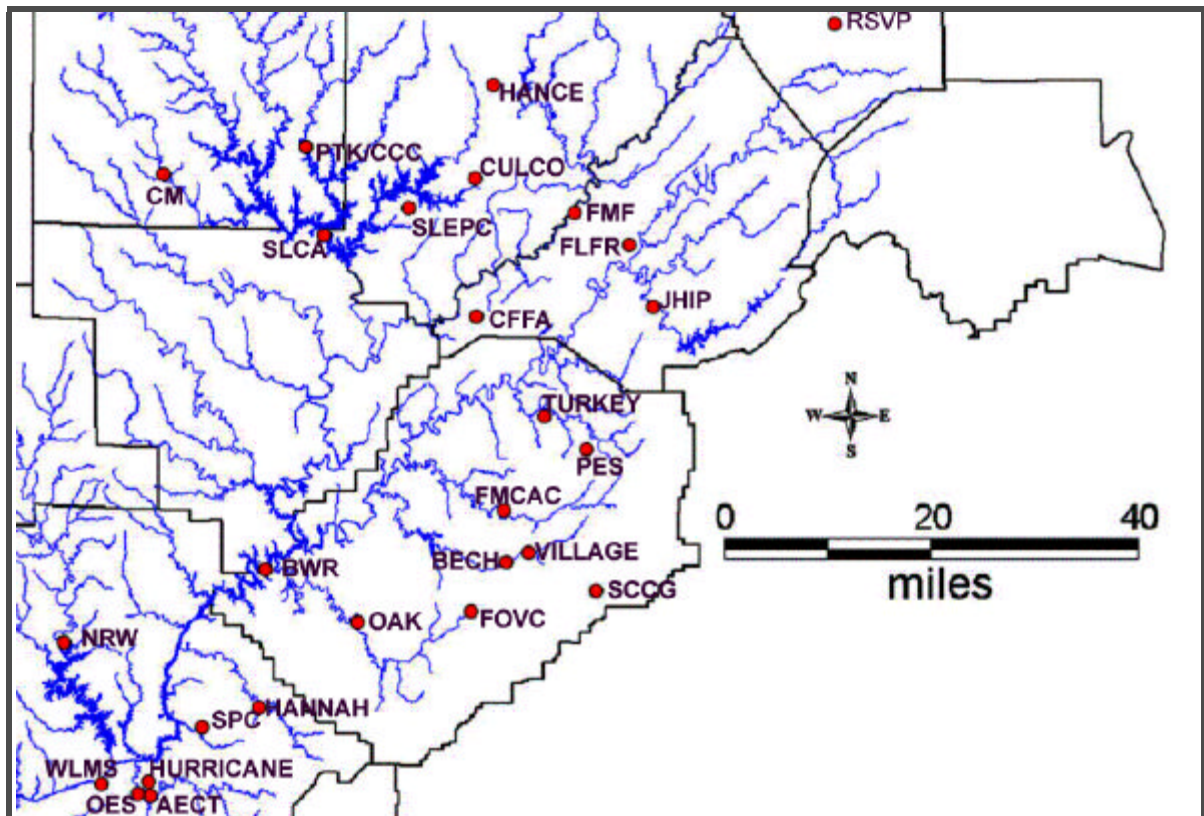 RSVP
HANCE
PTK/CCC
CULCO
CM
SLEPC
FMF
SLCA
FLFR
JHIP
CFFA
N
W E
S
TURKEY
PES
FMCAC
0 20 40
miles
VILLAGE
BECH
BWR
SCCG
OAK
FOVC
NRW
HANNAH
SPC
WLMS
HURRICANE
OES
AECT